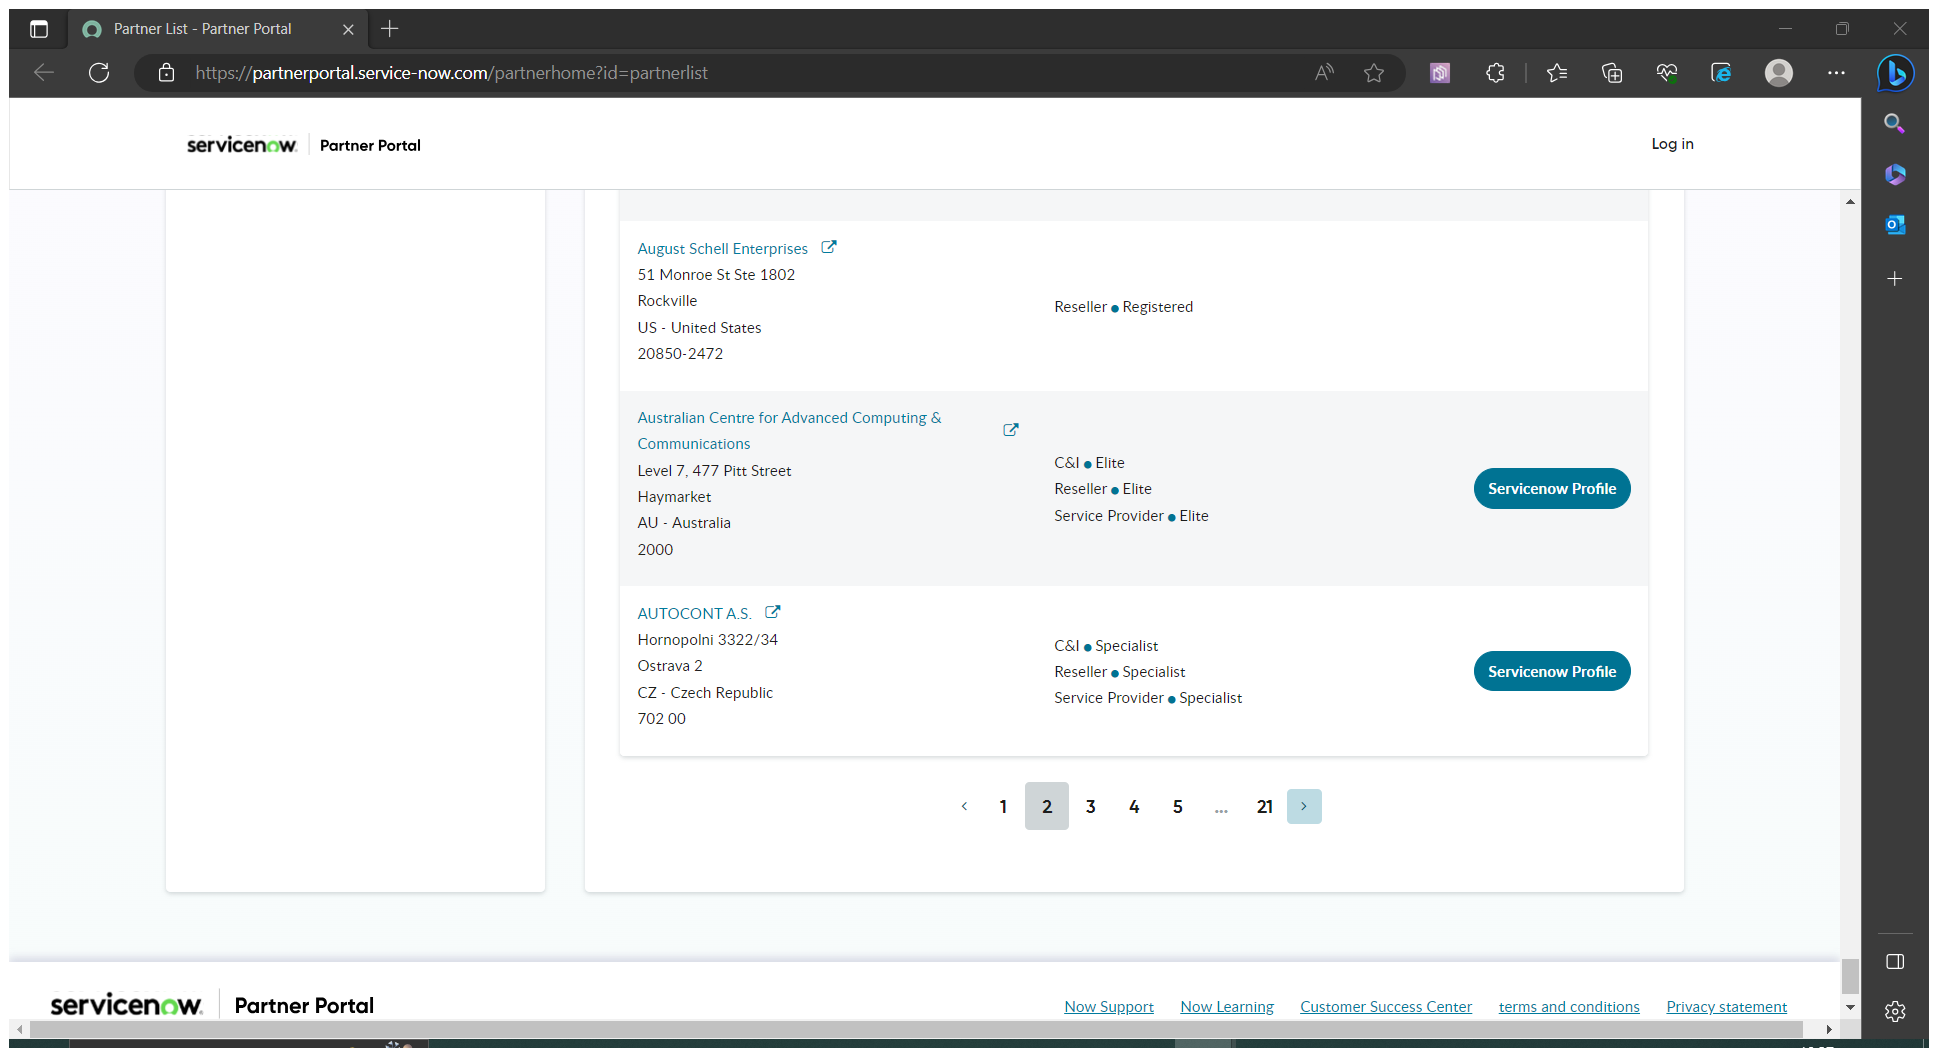 Partner List - Partner Portal
https://partnerportal.service-now.com/partnerhome?id=partnerlist
servicenow. Partner Portal
Log in
August Schell Enterprises
51 Monroe St Ste 1802
Rockville
US - United States
20850-2472
Reseller ● Registered
Australian Centre for Advanced Computing &
Communications
Level 7, 477 Pitt Street
Haymarket
AU - Australia
2000
C&I ● Elite
Reseller ● Elite
Service Provider ● Elite
Servicenow Profile
AUTOCONT A.S.
Hornopolni 3322/34
Ostrava 2
CZ - Czech Republic
702 00
C&I ● Specialist
Reseller ● Specialist
Service Provider ● Specialist
Servicenow Profile
< 1 2 3 4 5 ... 21 >
servicenow. Partner Portal
Now Support Now Learning Customer Success Center terms and conditions Privacy statement